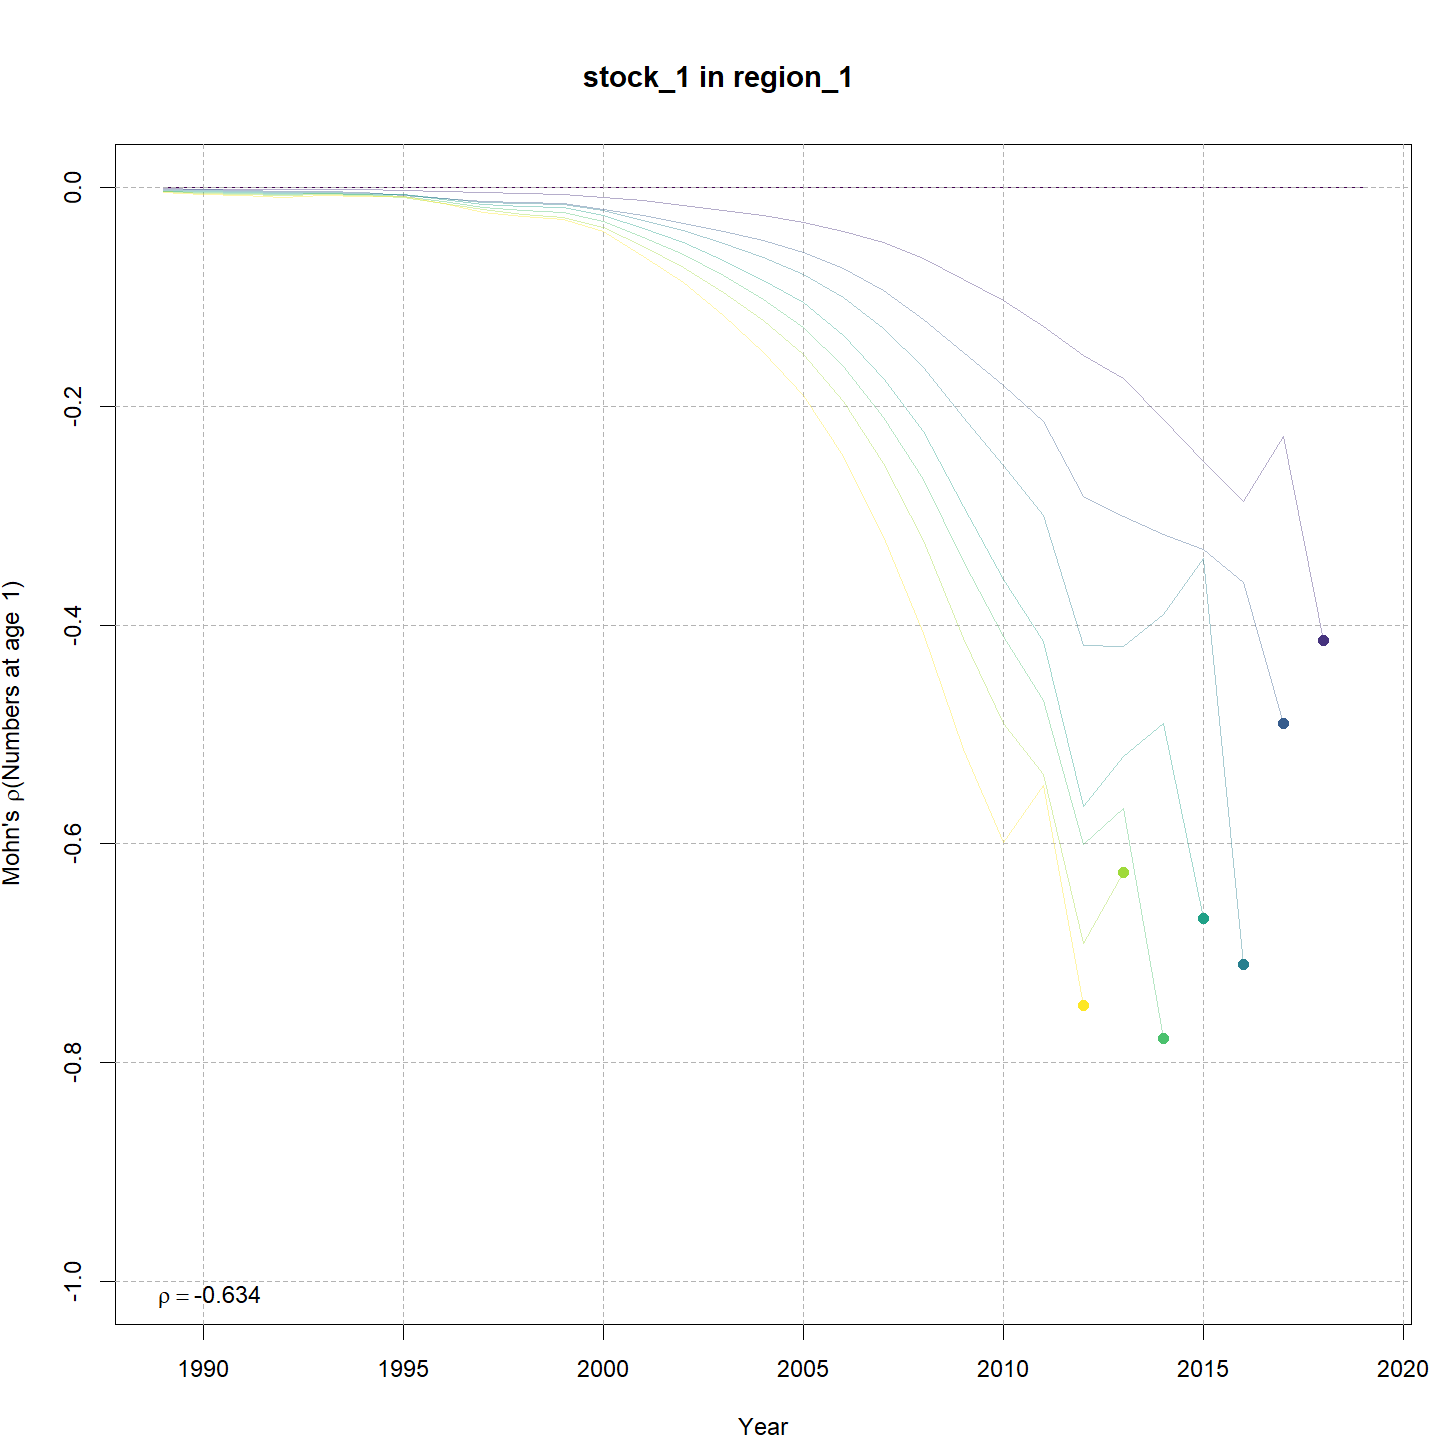 stock_1 in region_1
Mohn's ρ(Numbers at age 1)
0.0
-0.2
-0.4
-0.6
-0.8
-1.0
ρ = -0.634
1990 1995 2000 2005 2010 2015 2020
Year